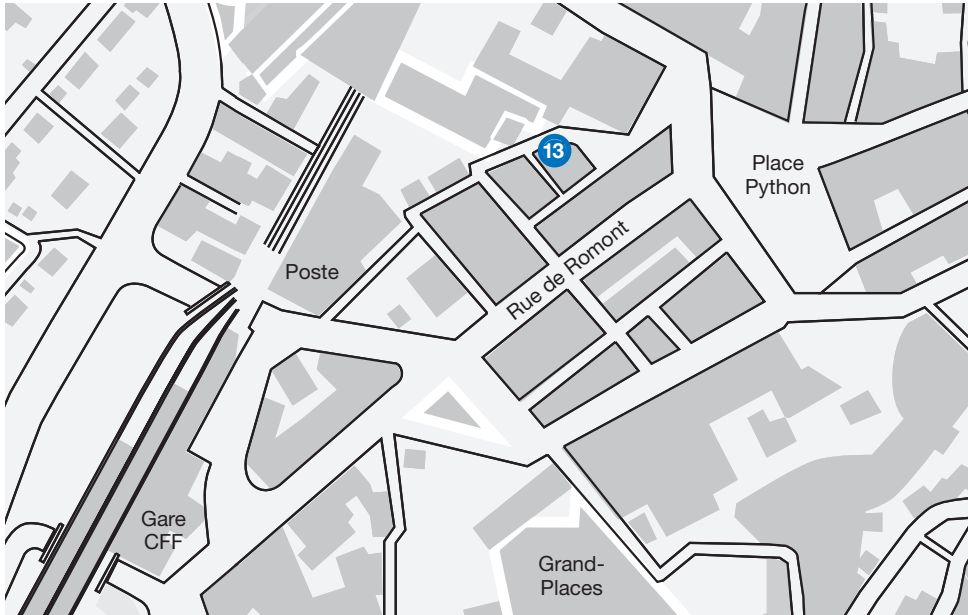 13
Place
Python
Rue de Romont
Poste
Gare
CFF
Grand-
Places